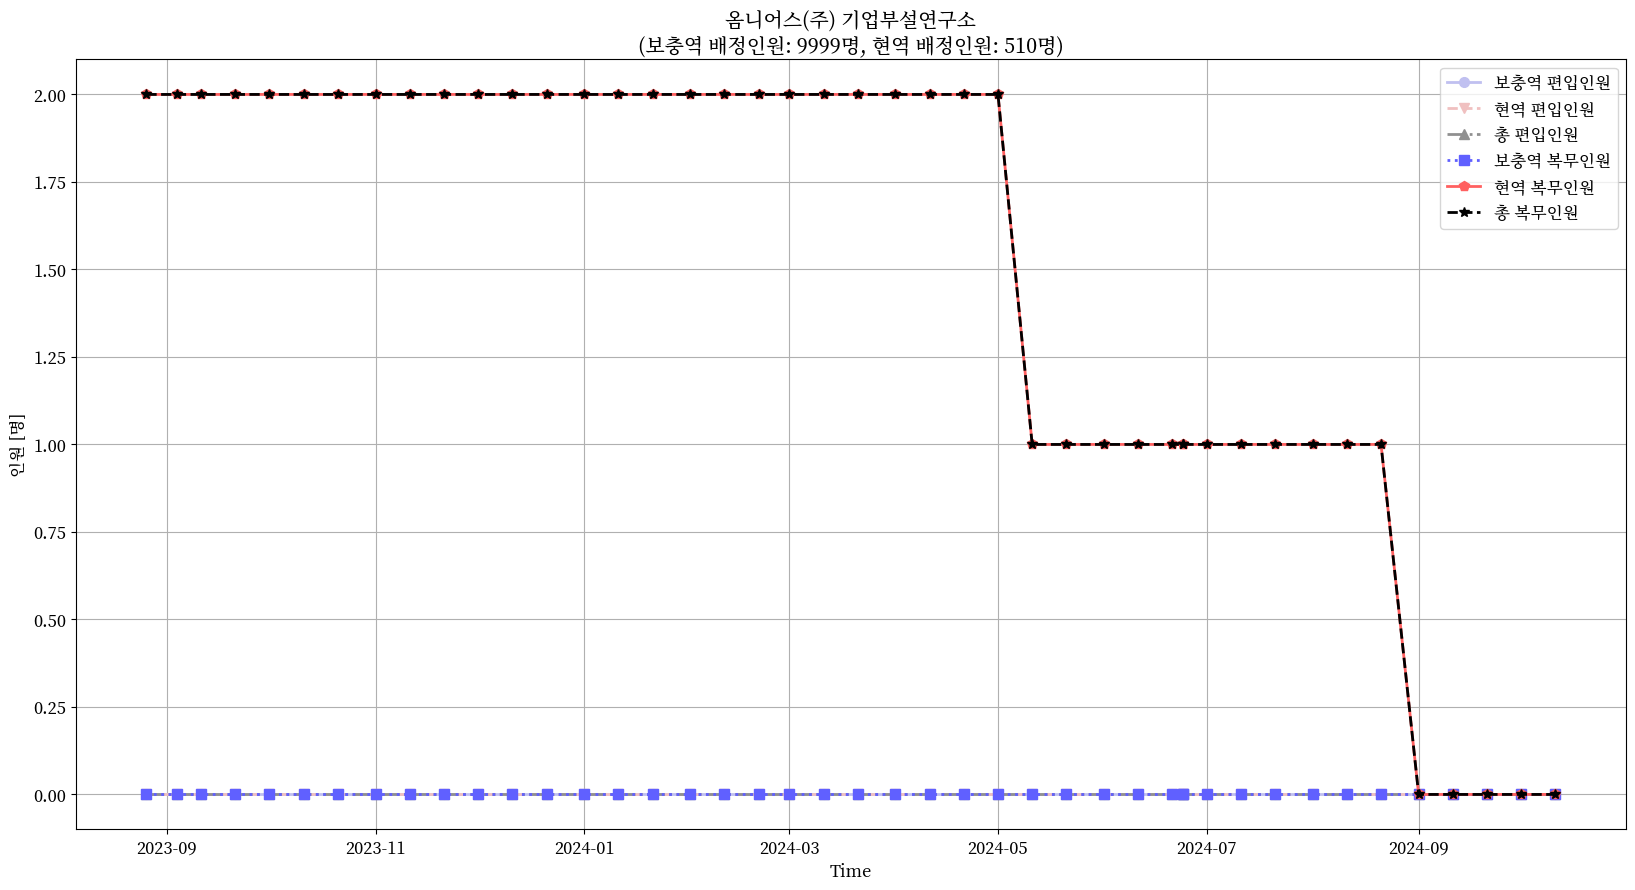 옴니어스(주) 기업부설연구소
(보충역 배정인원: 9999명, 현역 배정인원: 510명)
보충역 편입인원
현역 편입인원
총 편입인원
보충역 복무인원
현역 복무인원
총 복무인원
인원 [명]
2.00
1.75
1.50
1.25
1.00
0.75
0.50
0.25
0.00
2023-09
2023-11
2024-01
2024-03
2024-05
2024-07
2024-09
Time